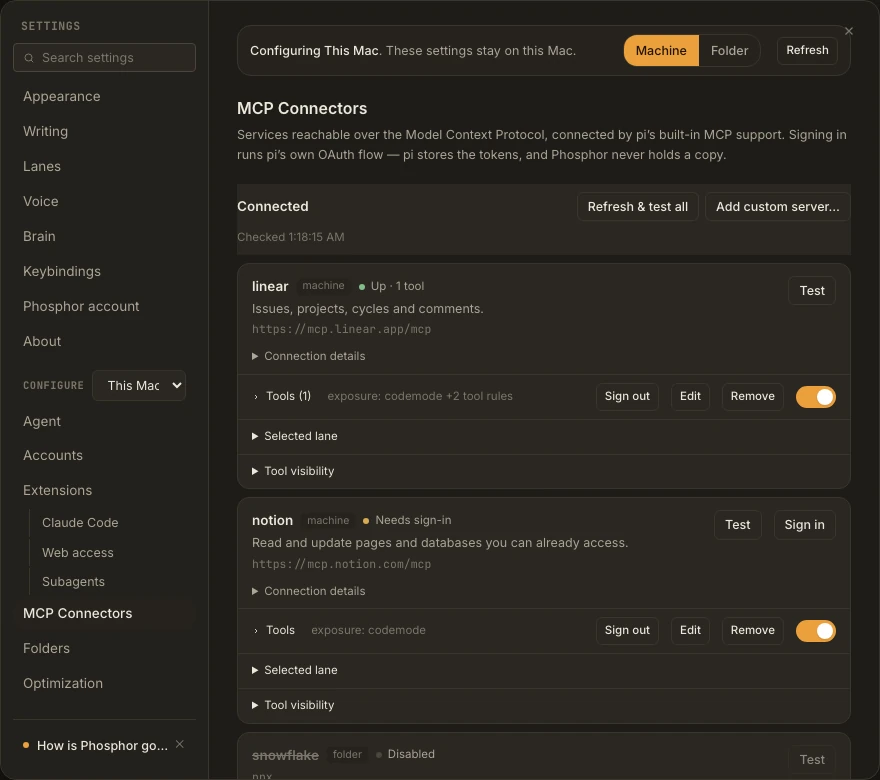 SETTINGS
Search settings
Appearance
Writing
Lanes
Voice
Brain
Keybindings
Phosphor account
About
CONFIGURE This Mac
Agent
Accounts
Extensions
Claude Code
Web access
Subagents
MCP Connectors
Folders
Optimization
How is Phosphor go... ×
×
Configuring This Mac. These settings stay on this Mac. Machine Folder Refresh
MCP Connectors
Services reachable over the Model Context Protocol, connected by pi’s built-in MCP support. Signing in
runs pi’s own OAuth flow — pi stores the tokens, and Phosphor never holds a copy.
Connected Refresh & test all Add custom server...
Checked 1:18:15 AM
linear machine Up · 1 tool Test
Issues, projects, cycles and comments.
https://mcp.linear.app/mcp
Connection details
Tools (1) exposure: codemode +2 tool rules Sign out Edit Remove
Selected lane
Tool visibility
notion machine Needs sign-in Test Sign in
Read and update pages and databases you can already access.
https://mcp.notion.com/mcp
Connection details
Tools exposure: codemode Sign out Edit Remove
Selected lane
Tool visibility
snowflake folder Disabled Test
npx